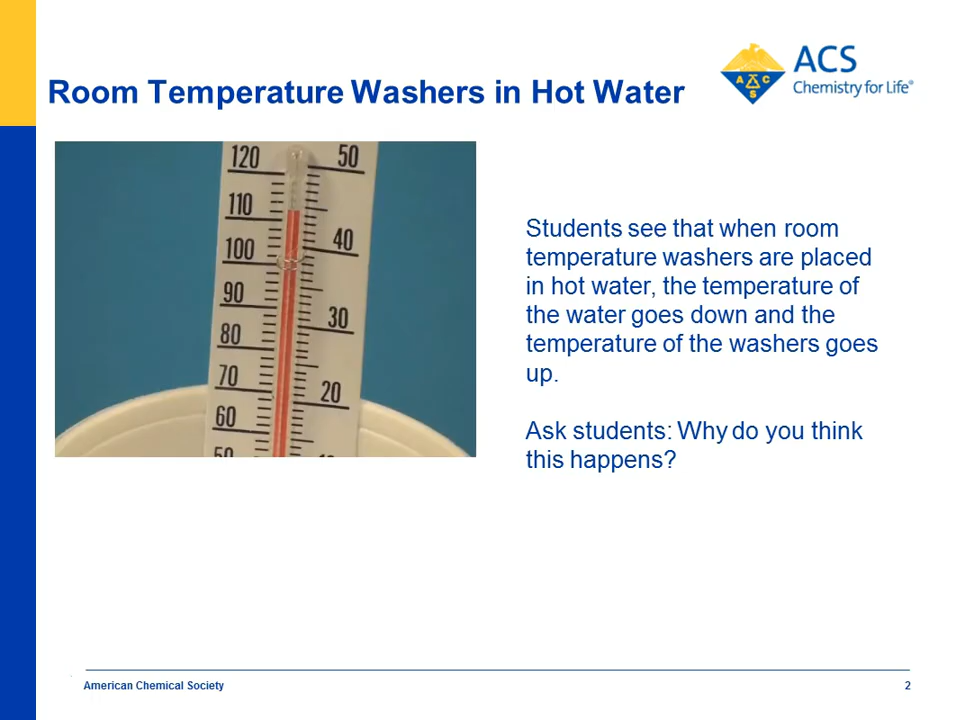 Room Temperature Washers in Hot Water
A C S
ACS
Chemistry for Life®
120 50
110
100 40
90
80 30
70
60 20
50 10
Students see that when room
temperature washers are placed
in hot water, the temperature of
the water goes down and the
temperature of the washers goes
up.
Ask students: Why do you think
this happens?
American Chemical Society
2